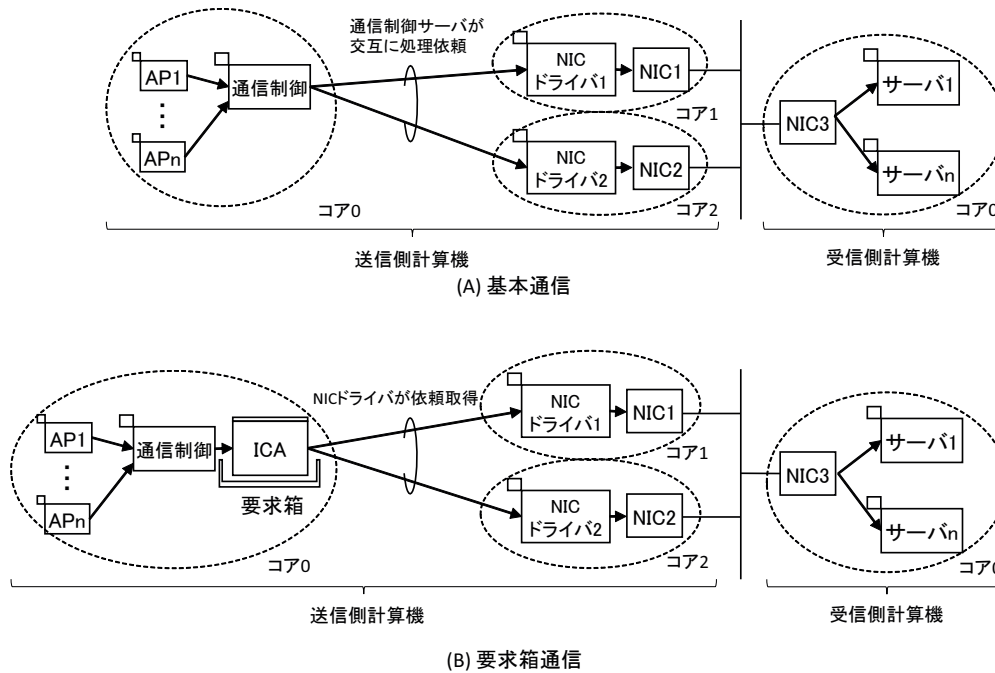 通信制御サーバが
交互に処理依頼
AP1
⋮
APn
通信制御
NIC
ドライバ1
NIC1
コア1
NIC
ドライバ2
NIC2
コア2
コア0
NIC3
サーバ1
サーバn
コア0
送信側計算機
受信側計算機
(A) 基本通信
NICドライバが依頼取得
AP1
⋮
APn
通信制御
ICA
要求箱
コア0
NIC
ドライバ1
NIC1
コア1
NIC
ドライバ2
NIC2
コア2
NIC3
サーバ1
サーバn
コア0
送信側計算機
受信側計算機
(B) 要求箱通信